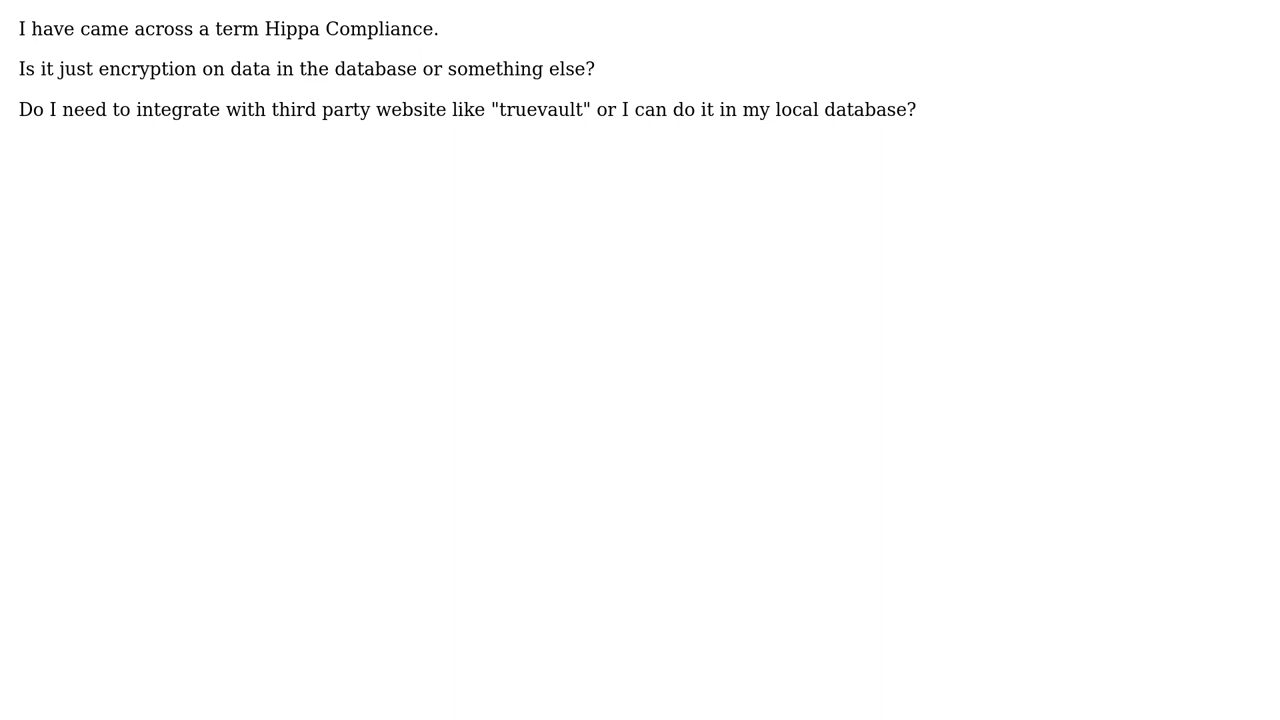 I have came across a term Hippa Compliance.
Is it just encryption on data in the database or something else?
Do I need to integrate with third party website like "truevault" or I can do it in my local database?